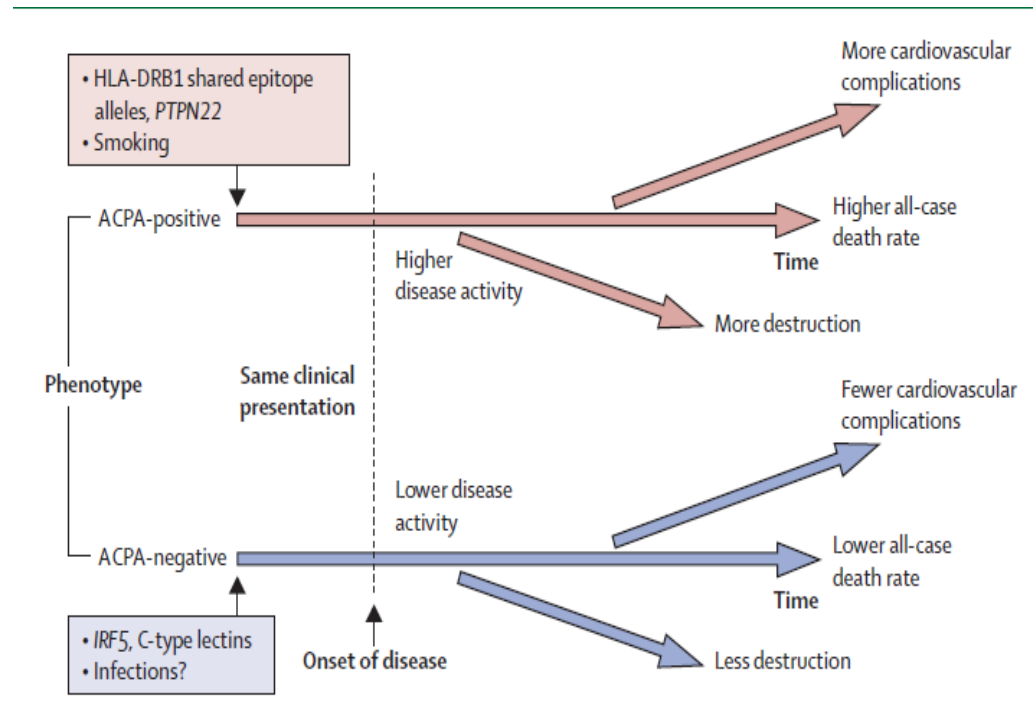 • HLA-DRB1 shared epitope
alleles, PTPN22
• Smoking
More cardiovascular
complications
ACPA-positive
Higher all-case
death rate
Time
Higher
disease activity
More destruction
Phenotype
Same clinical
presentation
Fewer cardiovascular
complications
Lower disease
activity
ACPA-negative
Lower all-case
death rate
Time
• IRF5, C-type lectins
• Infections?
Onset of disease
Less destruction